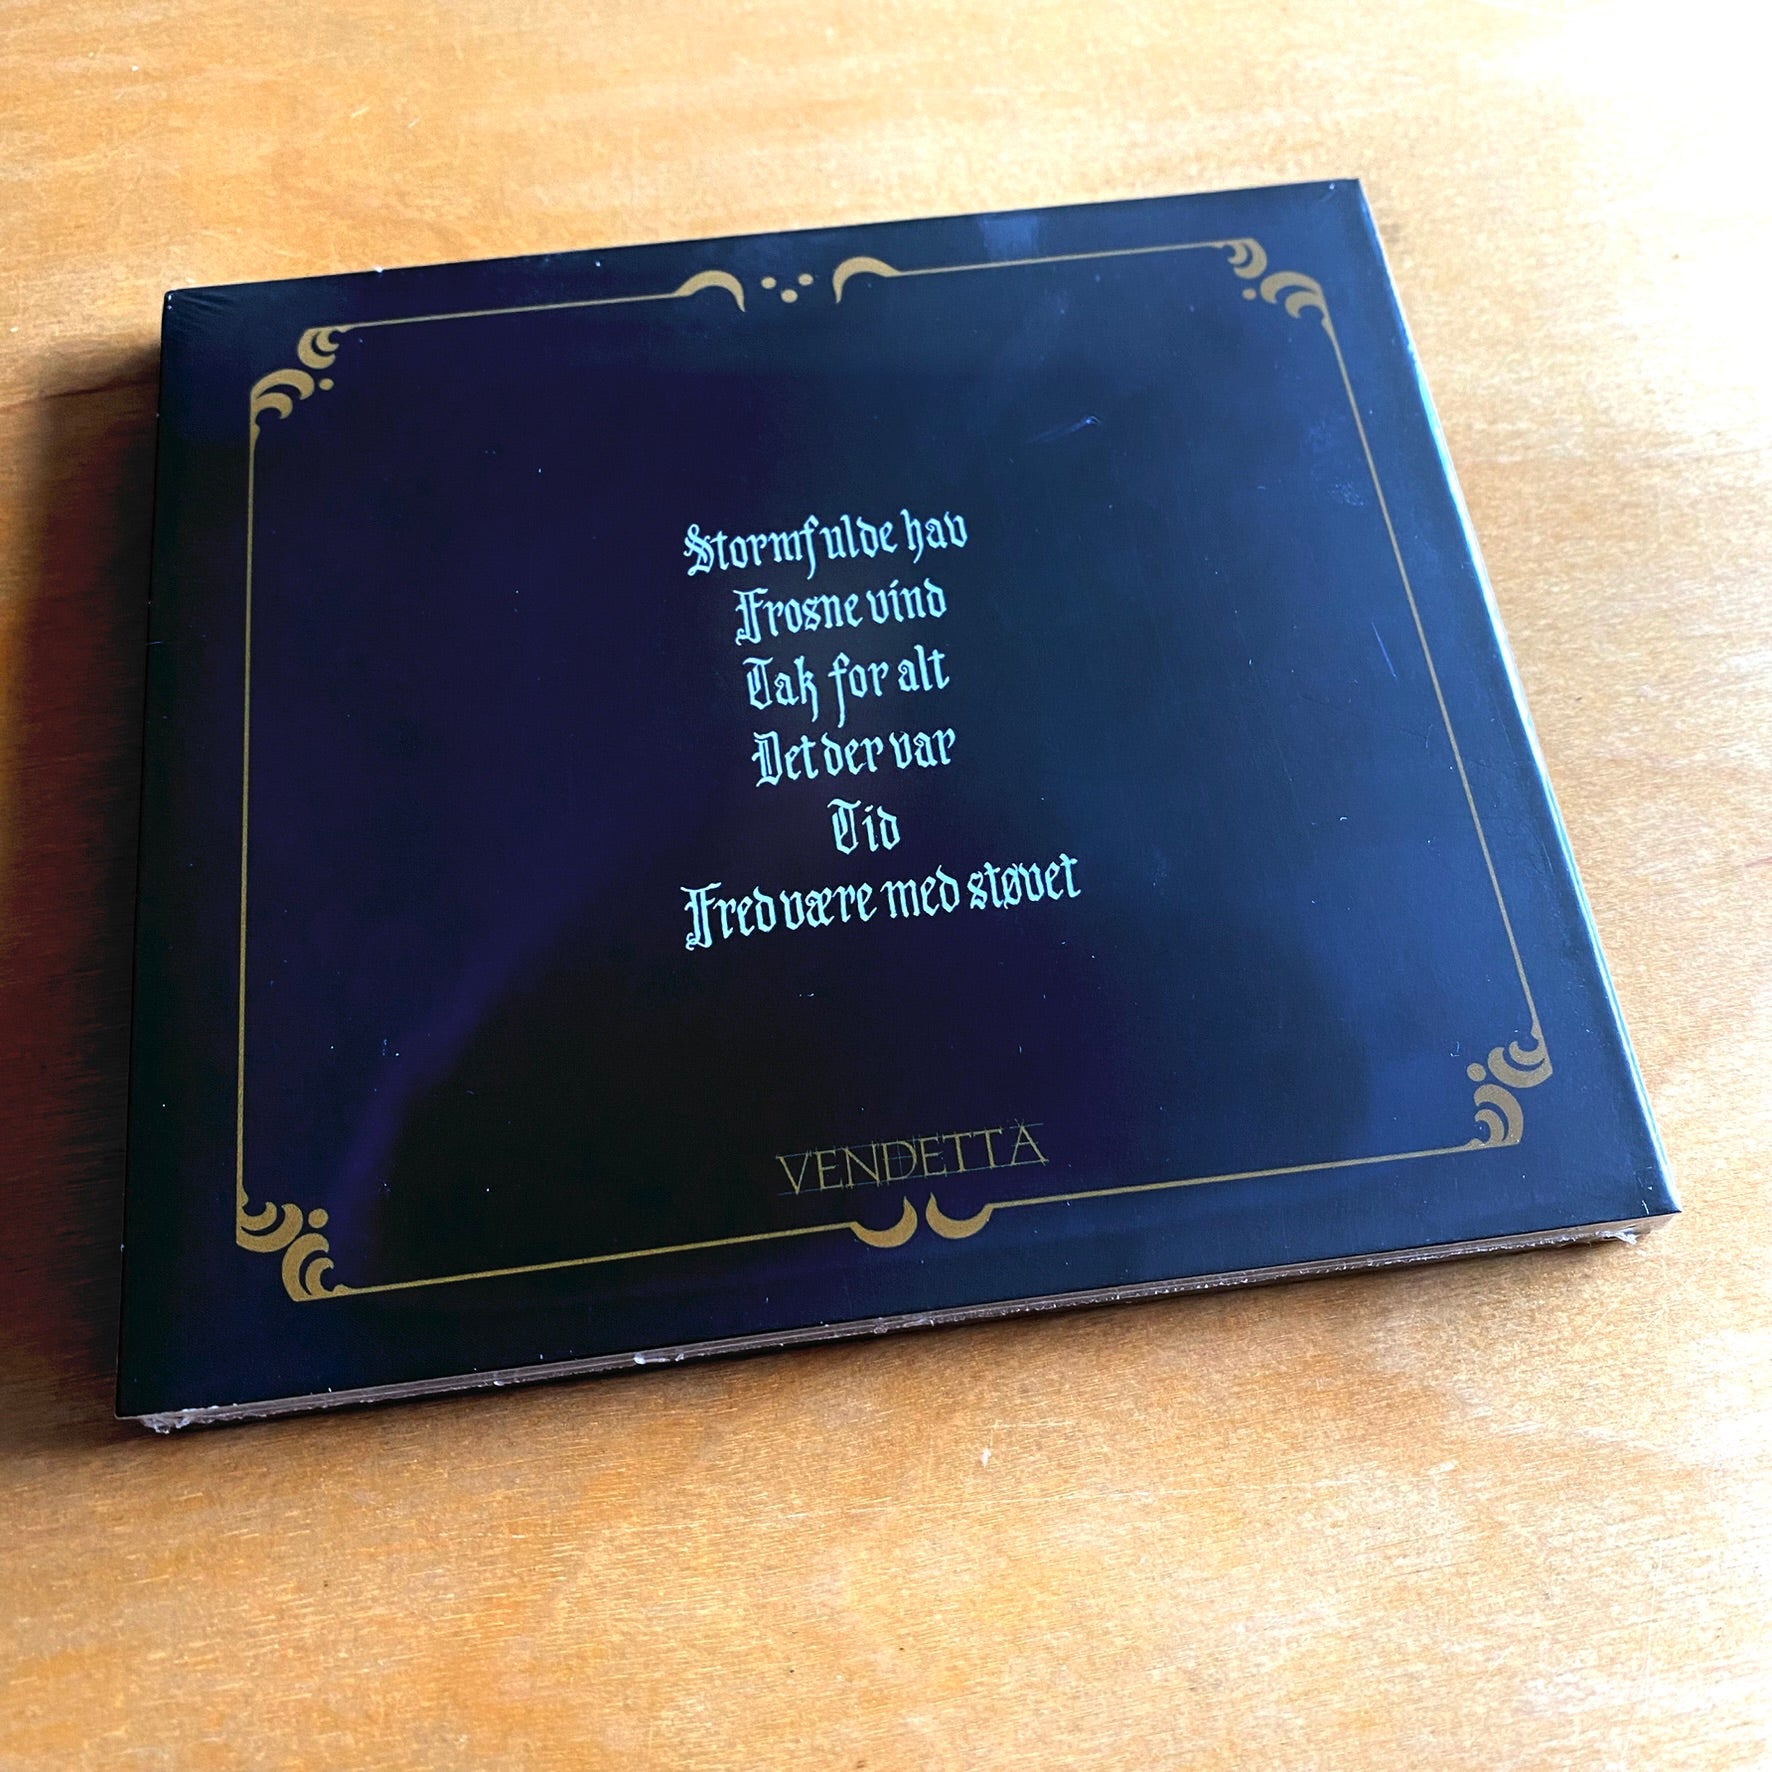 Stormfulde hav
Frosne vind
Tak for alt
Det der var
Tid
Fred være med støvet
VENDETTA